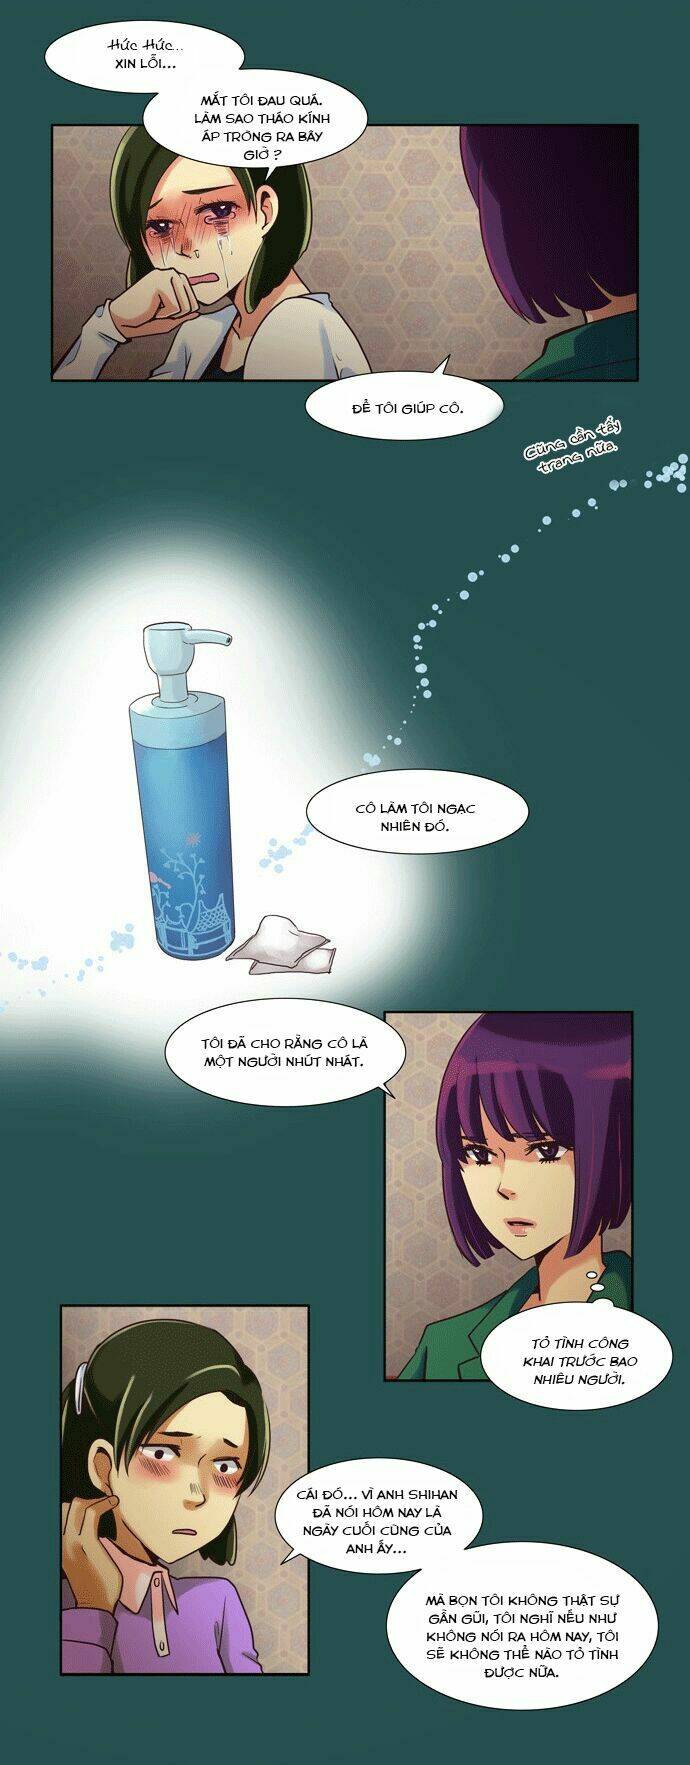 Hức Hức...
XIN LỖI...
MẮT TÔI ĐAU QUÁ.
LÀM SAO THÁO KÍNH
ÁP TRÒNG RA BÂY
GIỜ ?
ĐỂ TÔI GIÚP CÔ.
Cũng cần tẩy
trang nữa.
CÔ LÀM TÔI NGẠC
NHIÊN ĐÓ.
TÔI ĐÃ CHO RẰNG CÔ LÀ
MỘT NGƯỜI NHÚT NHÁT.
TỎ TÌNH CÔNG
KHAI TRƯỚC BAO
NHIÊU NGƯỜI.
CÁI ĐÓ... VÌ ANH SHIHAN
ĐÃ NÓI HÔM NAY LÀ
NGÀY CUỐI CÙNG CỦA
ANH ẤY...
MÀ BỌN TÔI KHÔNG THẬT SỰ
GẦN GŨI, TÔI NGHĨ NẾU NHƯ
KHÔNG NÓI RA HÔM NAY, TÔI
SẼ KHÔNG THỂ NÀO TỎ TÌNH
ĐƯỢC NỮA.